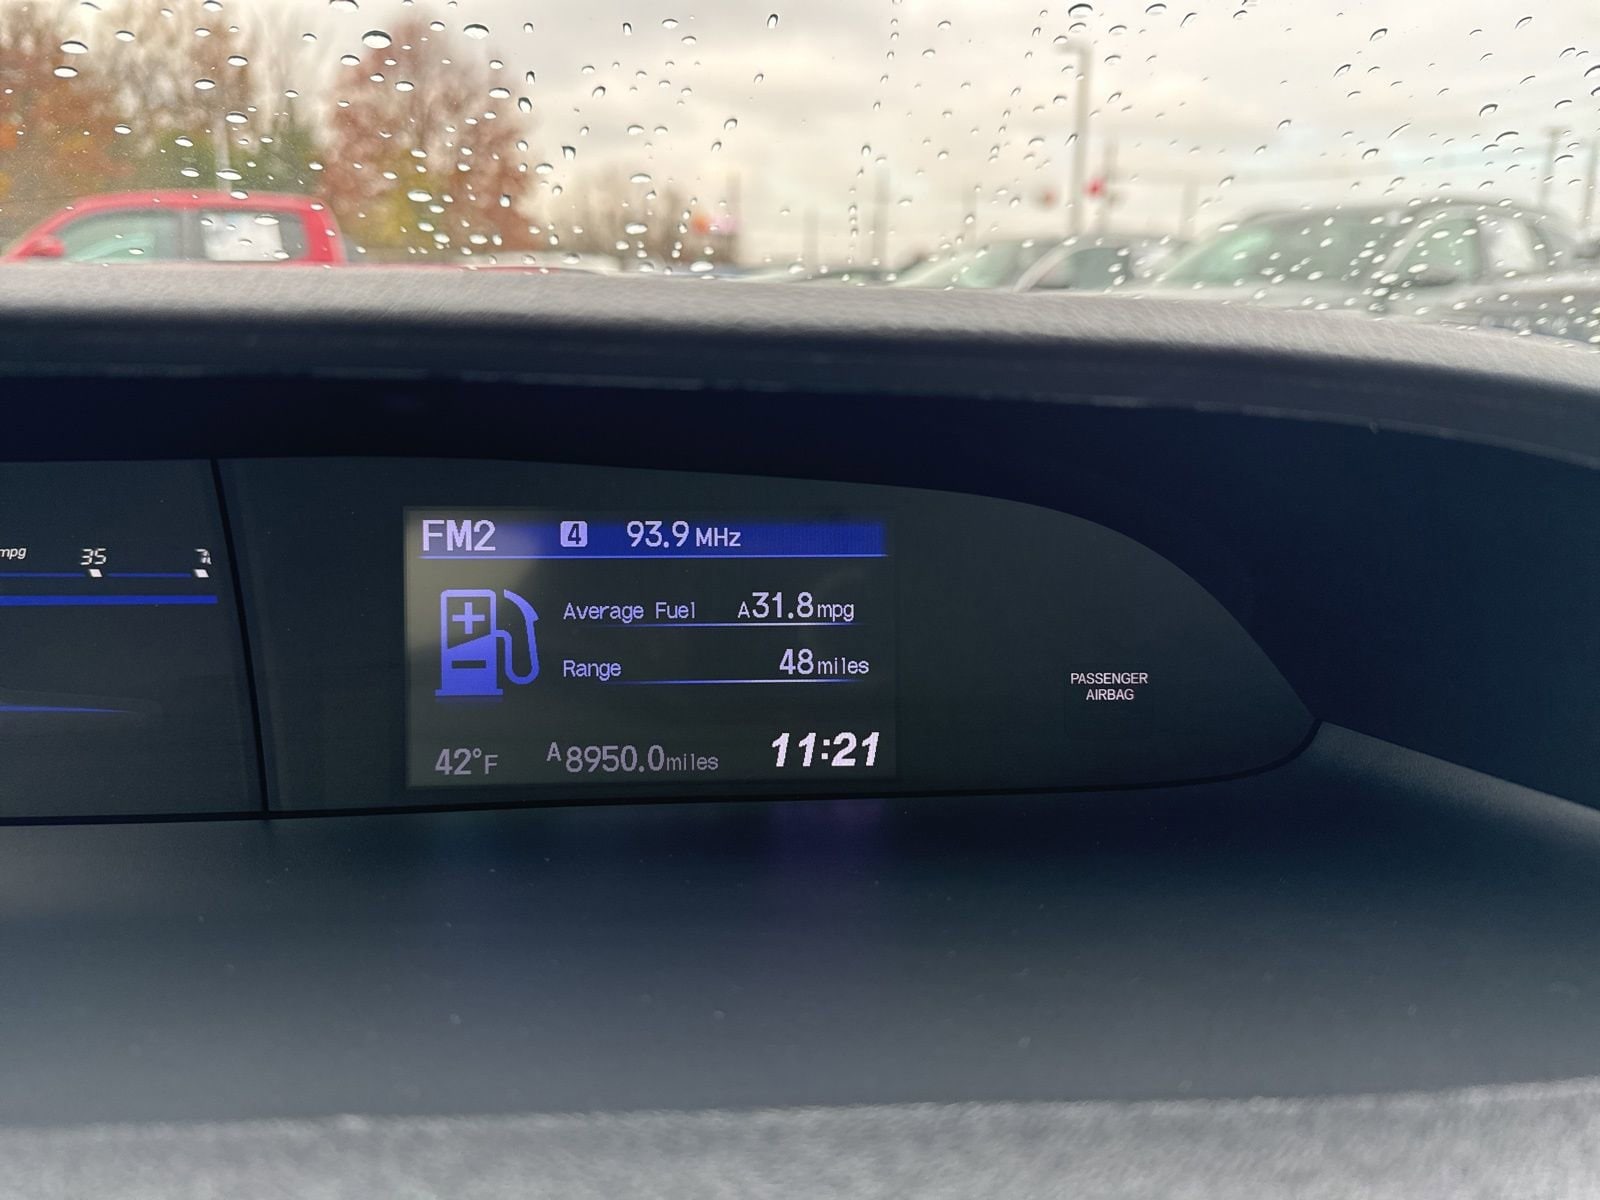 FM2 4 93.9 MHz
mpg 35
Average Fuel A31.8mpg
Range 48miles
PASSENGER
AIRBAG
42°F A8950.0miles 11:21